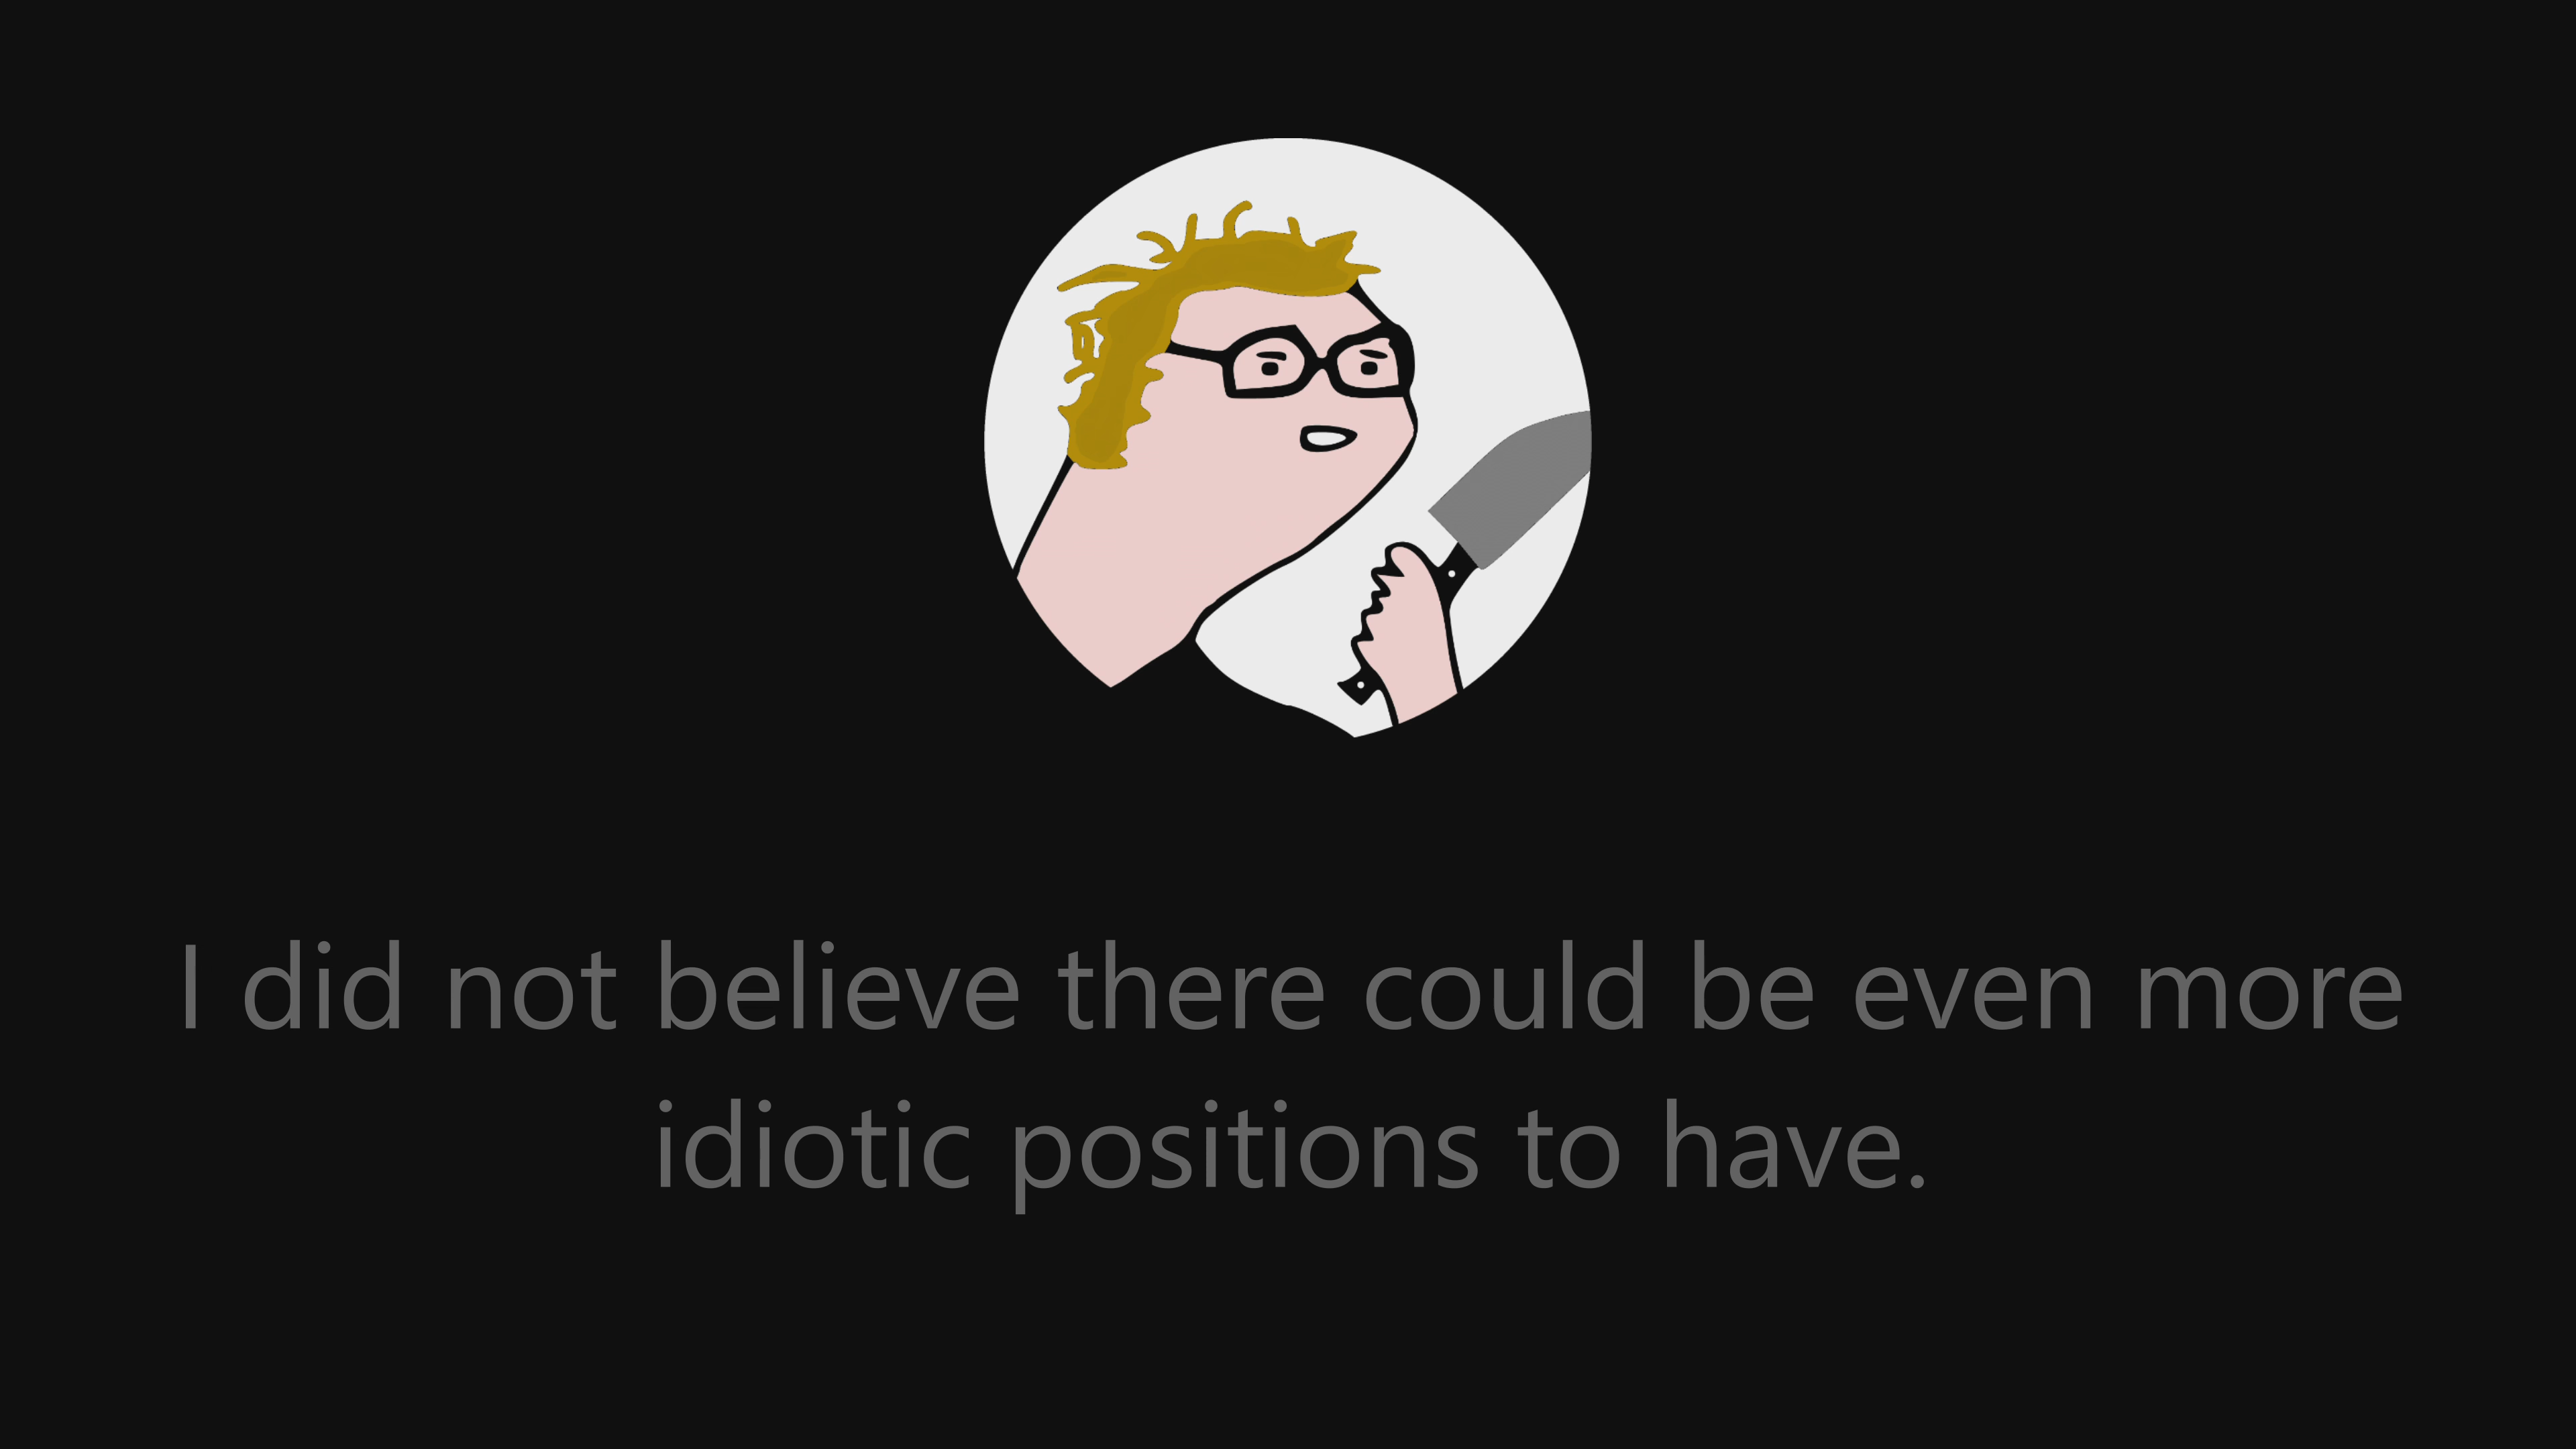 I did not believe there could be even more
idiotic positions to have.